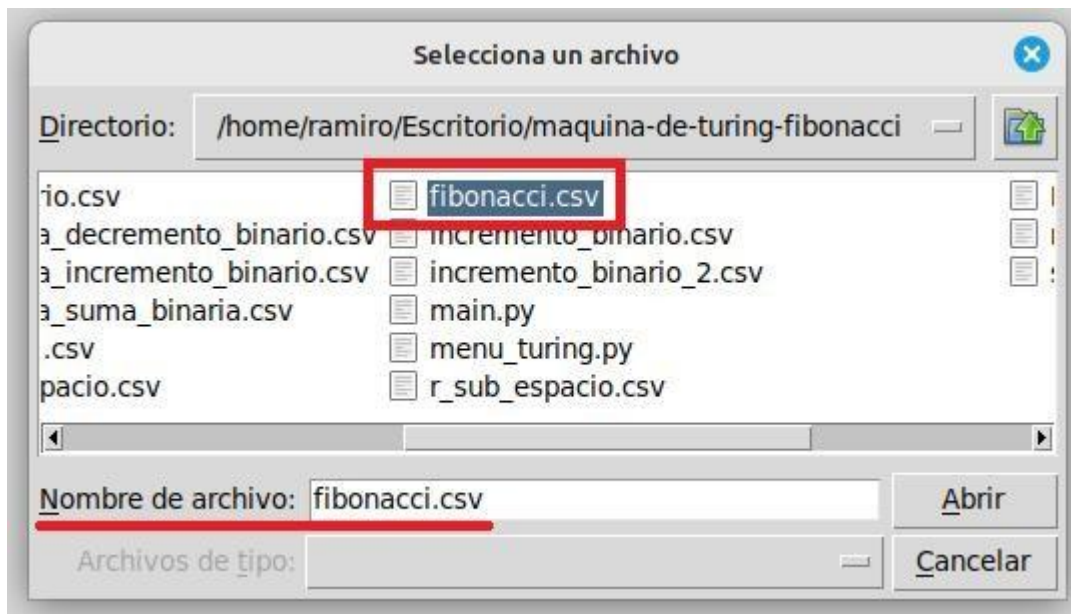 Selecciona un archivo
Directorio: /home/ramiro/Escritorio/maquina-de-turing-fibonacci
rio.csv
a_decremento_binario.csv
a_incremento_binario.csv
a_suma_binaria.csv
.csv
pacio.csv
fibonacci.csv
incremento_binario.csv
incremento_binario_2.csv
main.py
menu_turing.py
r_sub_espacio.csv
Nombre de archivo: fibonacci.csv
Abrir
Archivos de tipo:
Cancelar